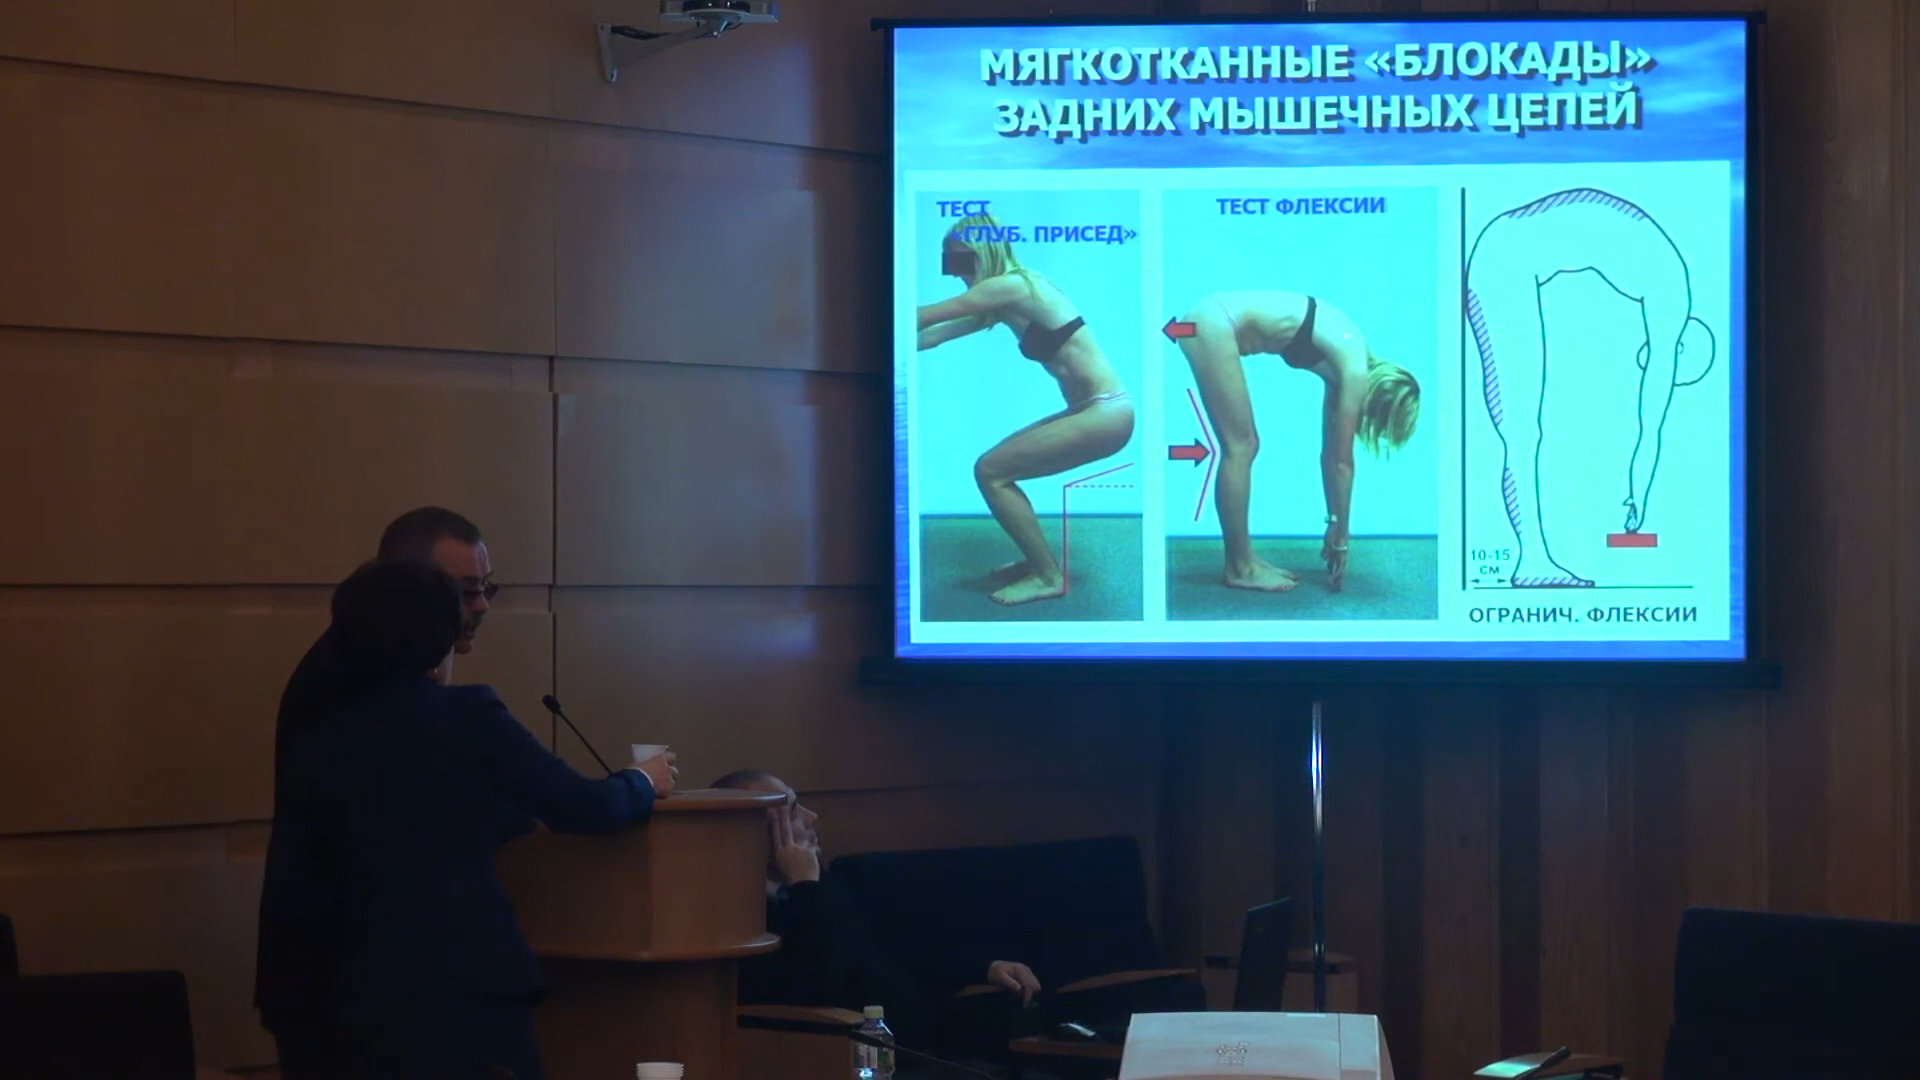 МЯГКОТКАННЫЕ «БЛОКАДЫ»
ЗАДНИХ МЫШЕЧНЫХ ЦЕПЕЙ
ТЕСТ
«ГЛУБ. ПРИСЕД»
ТЕСТ ФЛЕКСИИ
10-15
СМ
ОГРАНИЧ. ФЛЕКСИИ